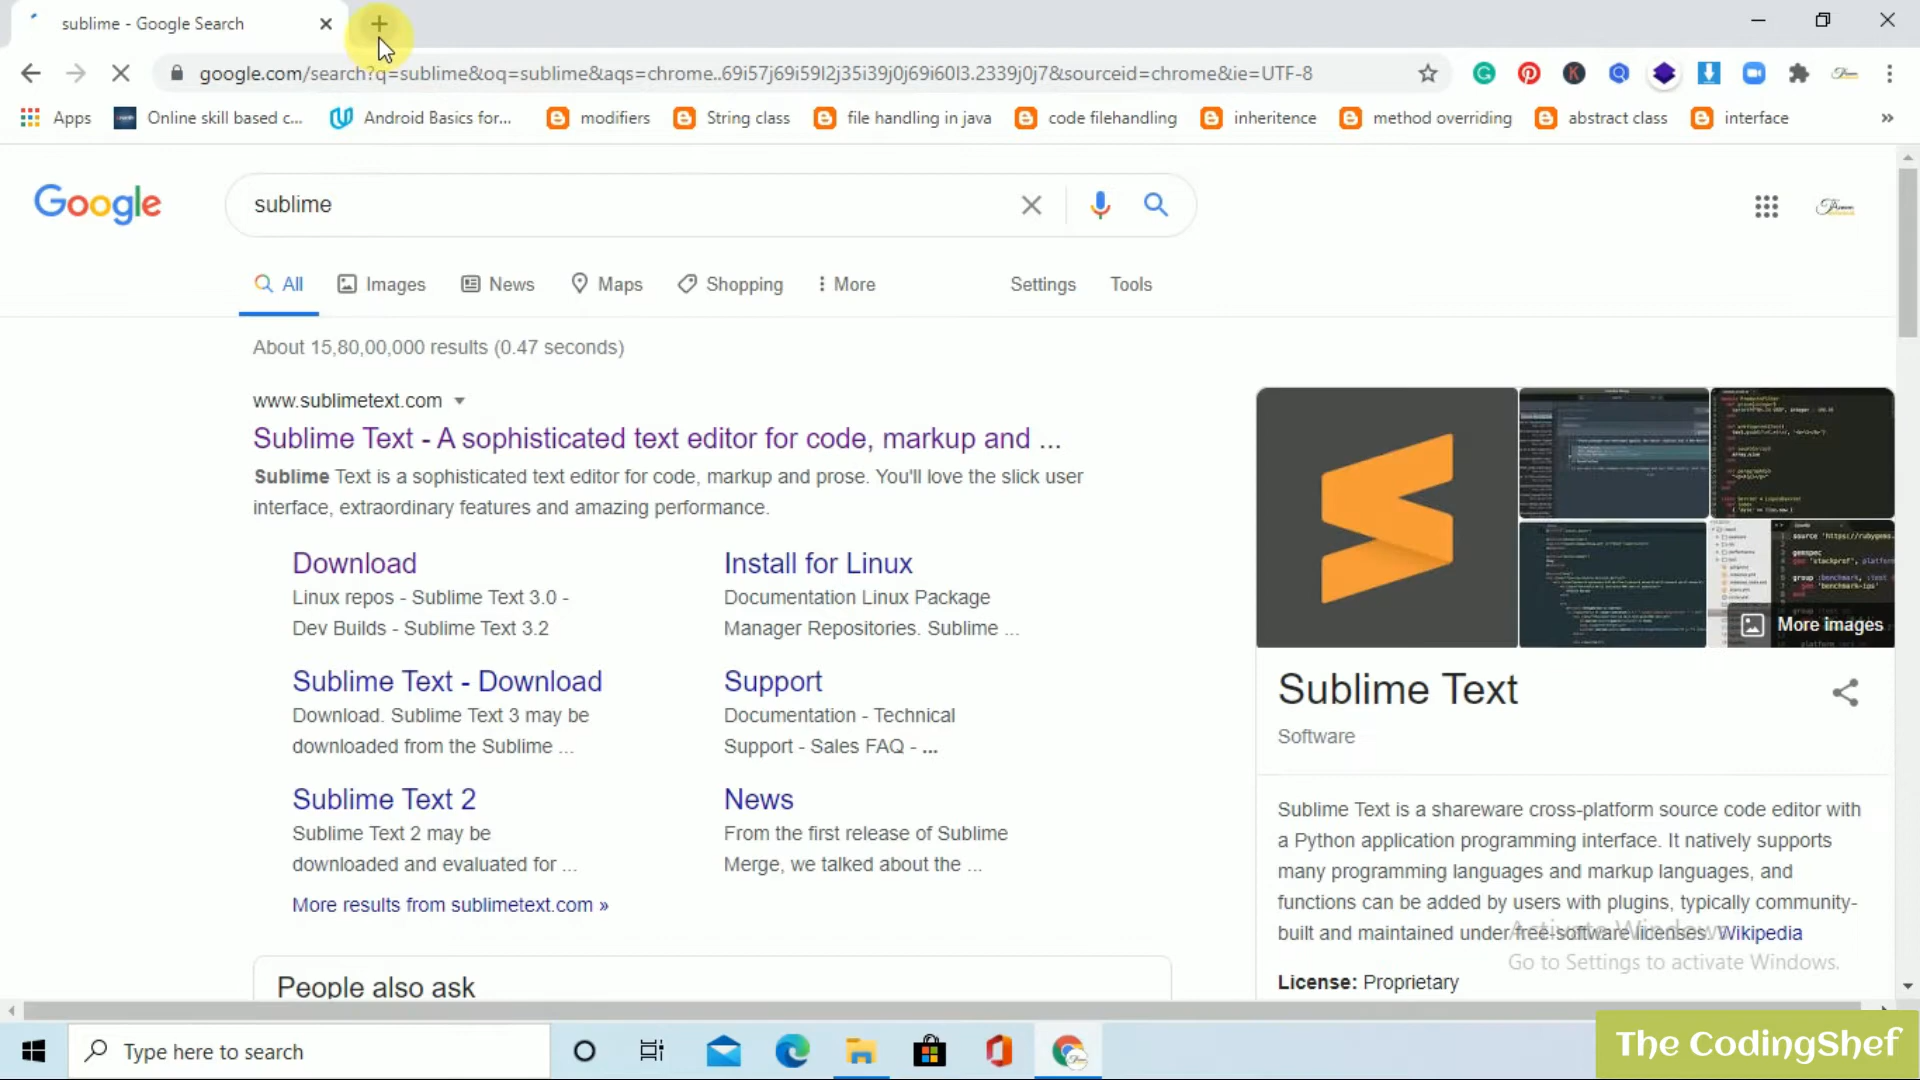 sublime - Google Search
google.com/search?q=sublime&oq=sublime&aqs=chrome..69i57j69i59l2j35i39j0j69i60l3.2339j0j7&sourceid=chrome&ie=UTF-8
Apps Online skill based c... Android Basics for... modifiers String class file handling in java code filehandling inheritence method overriding abstract class interface »
Google
sublime
All Images News Maps Shopping More Settings Tools
About 15,80,00,000 results (0.47 seconds)
www.sublimetext.com
Sublime Text - A sophisticated text editor for code, markup and ...
Sublime Text is a sophisticated text editor for code, markup and prose. You'll love the slick user
interface, extraordinary features and amazing performance.
Download
Linux repos - Sublime Text 3.0 -
Dev Builds - Sublime Text 3.2
Install for Linux
Documentation Linux Package
Manager Repositories. Sublime ...
Sublime Text - Download
Download. Sublime Text 3 may be
downloaded from the Sublime ...
Support
Documentation - Technical
Support - Sales FAQ - ...
Sublime Text 2
Sublime Text 2 may be
downloaded and evaluated for ...
News
From the first release of Sublime
Merge, we talked about the ...
More results from sublimetext.com »
People also ask
More images
Sublime Text
Software
Sublime Text is a shareware cross-platform source code editor with
a Python application programming interface. It natively supports
many programming languages and markup languages, and
functions can be added by users with plugins, typically community-
built and maintained under free-software licenses. Wikipedia
License: Proprietary
Activate Windows
Go to Settings to activate Windows.
Type here to search
The CodingShef